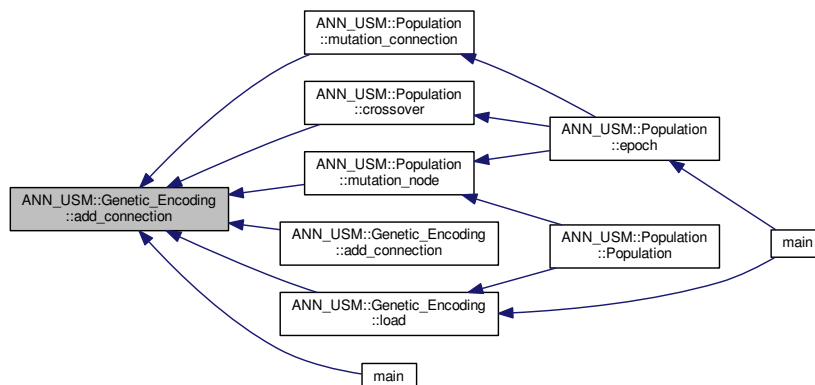 ANN_USM::Population
::mutation_connection
ANN_USM::Population
::crossover
ANN_USM::Population
::epoch
ANN_USM::Population
::mutation_node
ANN_USM::Genetic_Encoding
::add_connection
ANN_USM::Genetic_Encoding
::add_connection
ANN_USM::Population
::Population
main
ANN_USM::Genetic_Encoding
::load
main